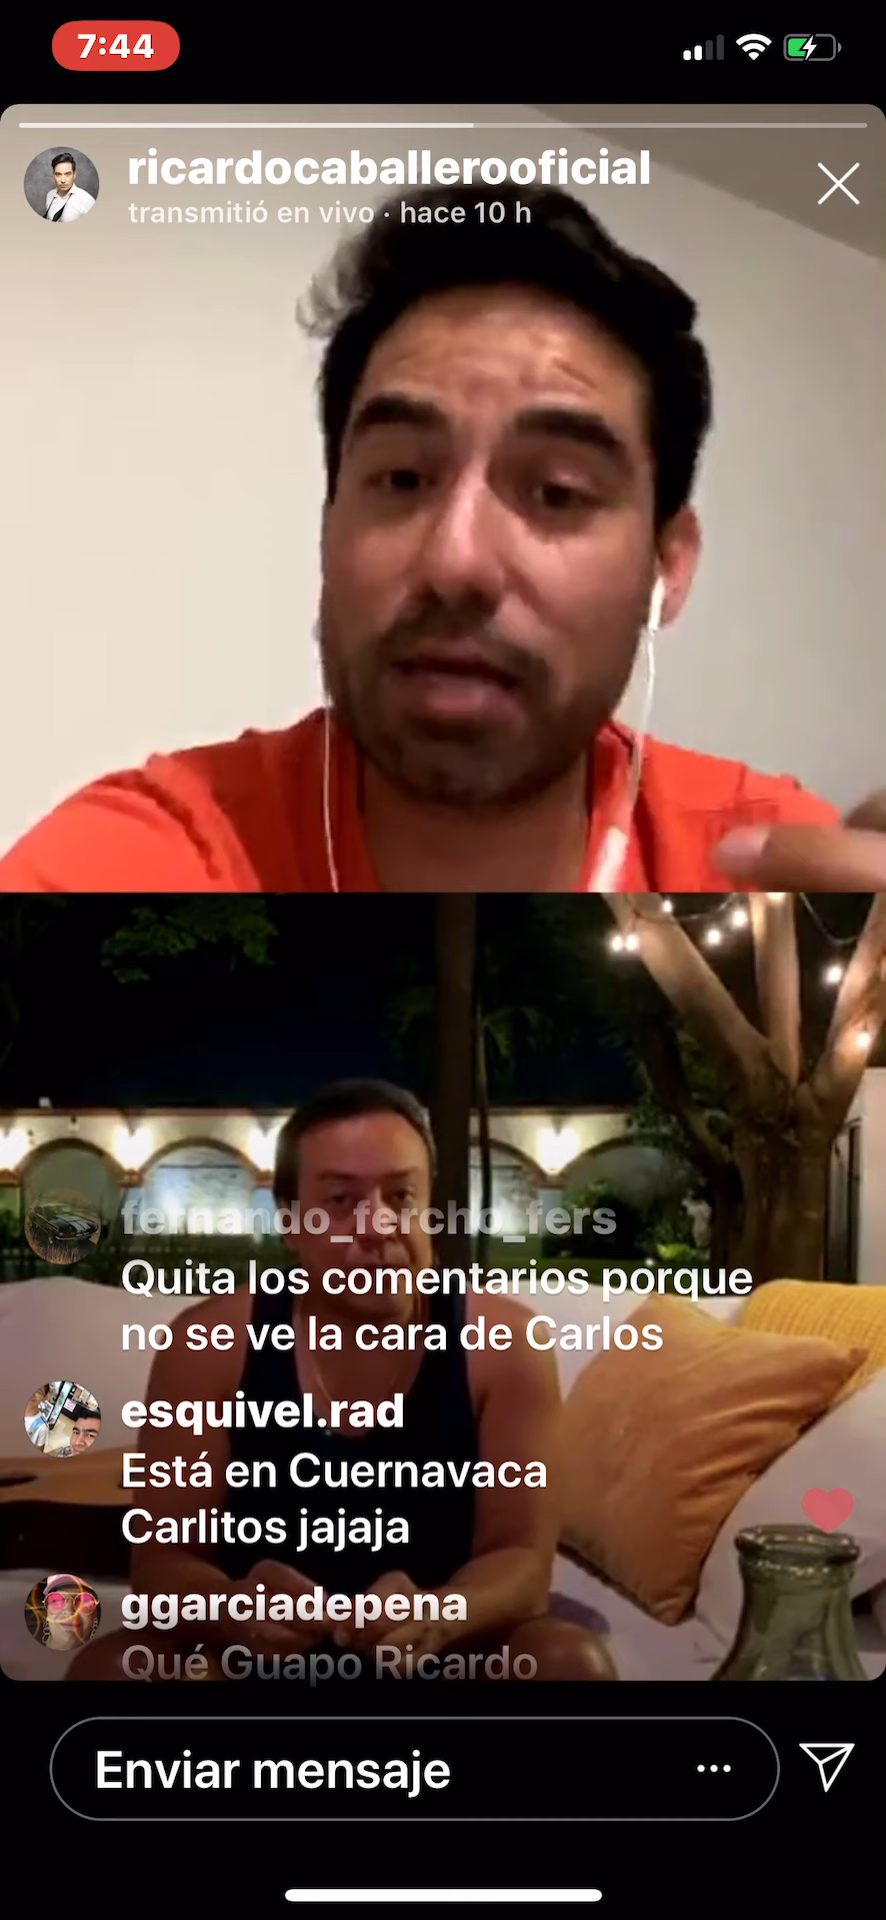 7:44
ricardocaballerooficial
transmitió en vivo · hace 10 h
fernando_fercho_fers
Quita los comentarios porque
no se ve la cara de Carlos
esquivel.rad
Está en Cuernavaca
Carlitos jajaja
ggarciadepena
Qué Guapo Ricardo
Enviar mensaje